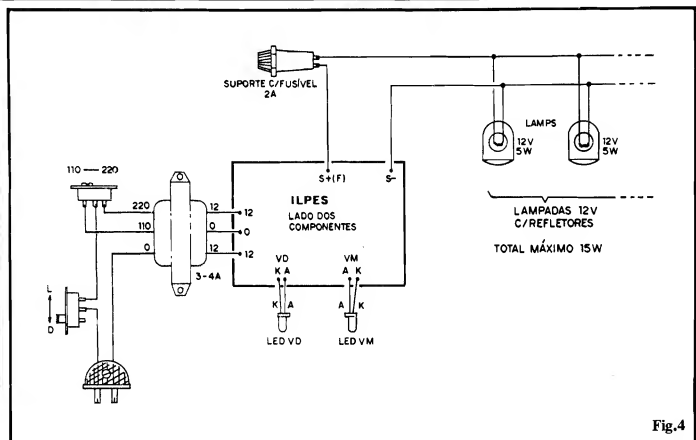 SUPORTE C/FUSÍVEL
2A
LAMPS
12V
5W
12V
5W
110 — 220
S+(F)
S-
ILPES
LADO DOS
COMPONENTES
220
110
0
12
0
12
12
0
12
3-4A
LAMPADAS 12V
C/REFLETORES
TOTAL MÁXIMO 15W
VD
K A
VM
A K
L
D
K
A
A
K
LED VD
LED VM
Fig.4